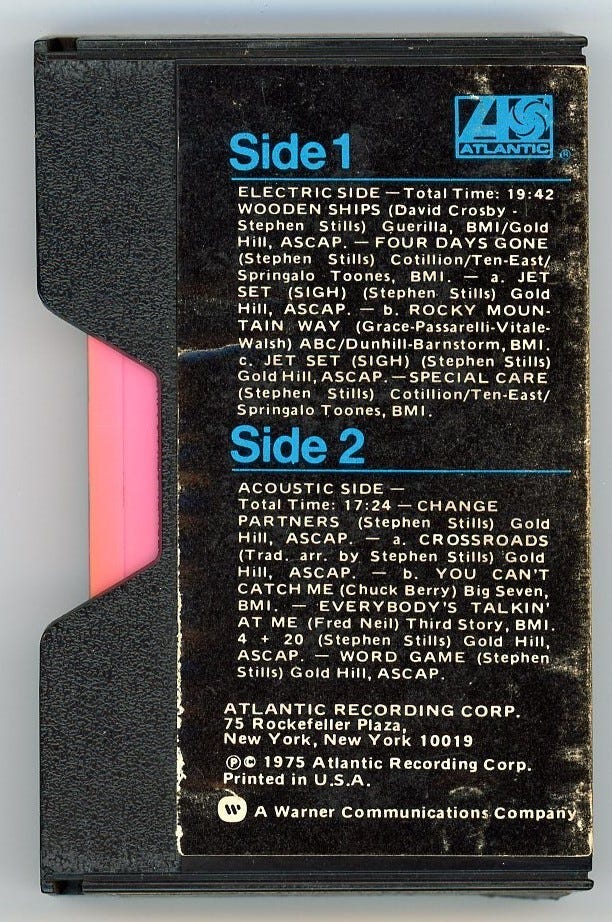 ATLANTIC®
Side 1
ELECTRIC SIDE — Total Time: 19:42
WOODEN SHIPS (David Crosby -
Stephen Stills) Guerilla, BMI/Gold
Hill, ASCAP. — FOUR DAYS GONE
(Stephen Stills) Cotillion/Ten-East/
Springalo Toones, BMI. — a. JET
SET (SIGH) (Stephen Stills) Gold
Hill, ASCAP. — b. ROCKY MOUN-
TAIN WAY (Grace-Passarelli-Vitale-
Walsh) ABC/Dunhill-Barnstorm, BMI.
c. JET SET (SIGH) (Stephen Stills)
Gold Hill, ASCAP. — SPECIAL CARE
(Stephen Stills) Cotillion/Ten-East/
Springalo Toones, BMI.
Side 2
ACOUSTIC SIDE —
Total Time: 17:24 — CHANGE
PARTNERS (Stephen Stills) Gold
Hill, ASCAP. — a. CROSSROADS
(Trad. arr. by Stephen Stills) Gold
Hill, ASCAP. — b. YOU CAN'T
CATCH ME (Chuck Berry) Big Seven,
BMI. — EVERYBODY'S TALKIN'
AT ME (Fred Neil) Third Story, BMI.
4 + 20 (Stephen Stills) Gold Hill,
ASCAP. — WORD GAME (Stephen
Stills) Gold Hill, ASCAP.
ATLANTIC RECORDING CORP.
75 Rockefeller Plaza,
New York, New York 10019
℗© 1975 Atlantic Recording Corp.
Printed in U.S.A.
A Warner Communications Company